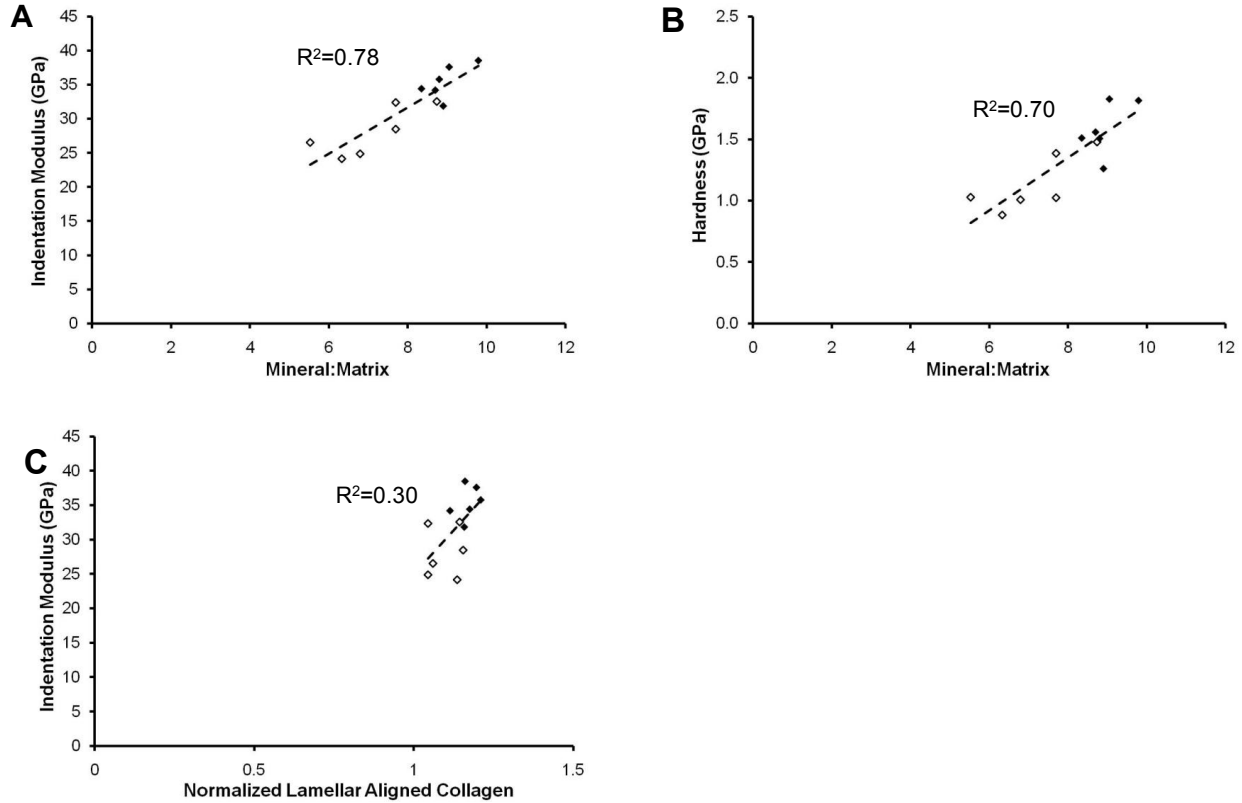 A
45
40
35
30
25
20
15
10
5
0
Indentation Modulus (GPa)
R²=0.78
0 2 4 6 8 10 12
Mineral:Matrix
B
2.5
2.0
1.5
1.0
0.5
0.0
Hardness (GPa)
R²=0.70
0 2 4 6 8 10 12
Mineral:Matrix
C
45
40
35
30
25
20
15
10
5
0
Indentation Modulus (GPa)
R²=0.30
0 0.5 1 1.5
Normalized Lamellar Aligned Collagen